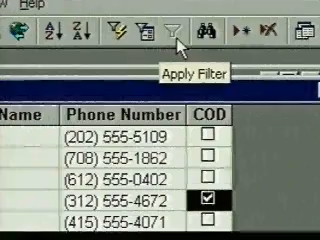 w Help
Apply Filter
Name Phone Number COD
(202) 555-5109
(708) 555-1862
(612) 555-0402
(312) 555-4672
(415) 555-4071